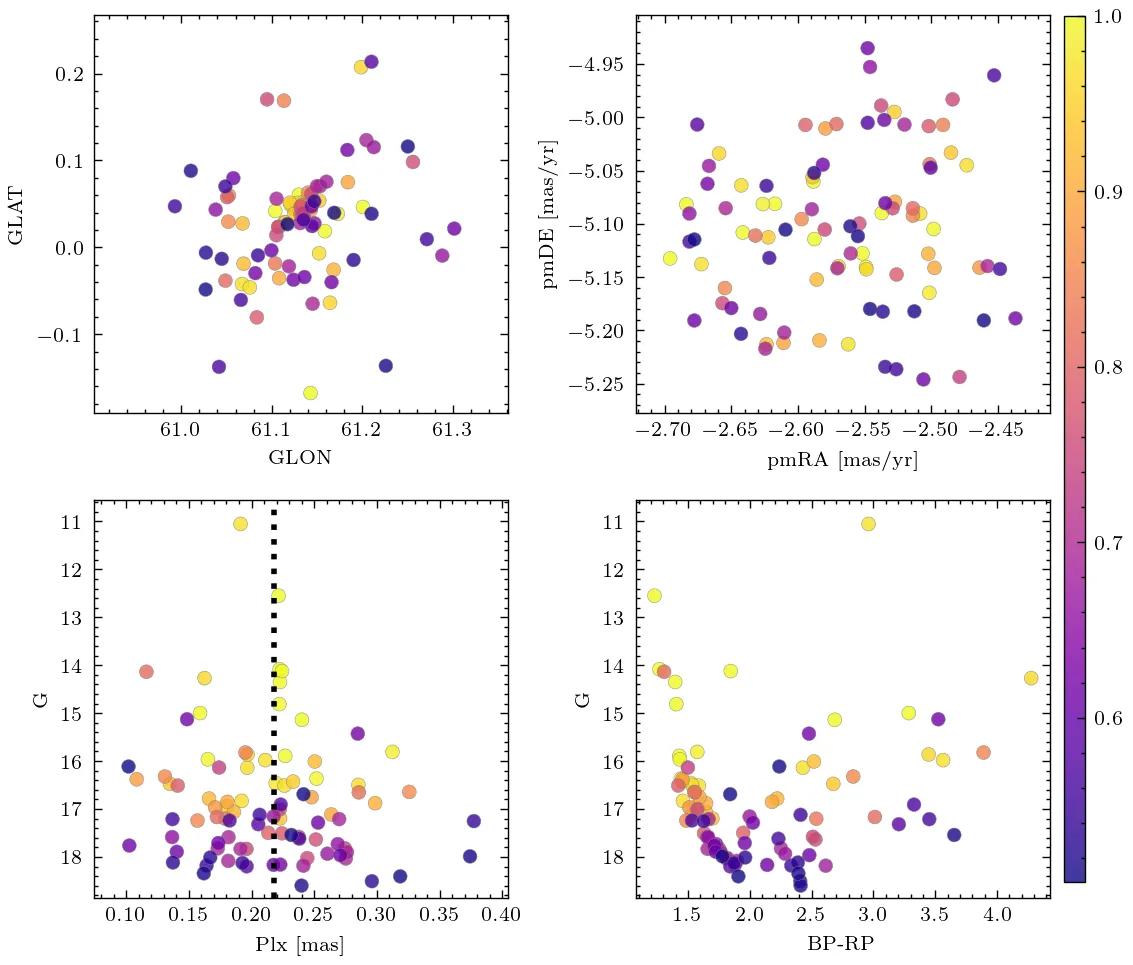 0.2
0.1
0.0
−0.1
GLAT
61.0 61.1 61.2 61.3
GLON
−4.95
−5.00
−5.05
−5.10
−5.15
−5.20
−5.25
pmDE [mas/yr]
−2.70 −2.65 −2.60 −2.55 −2.50 −2.45
pmRA [mas/yr]
11
12
13
14
15
16
17
18
G
0.10 0.15 0.20 0.25 0.30 0.35 0.40
Plx [mas]
11
12
13
14
15
16
17
18
G
1.5 2.0 2.5 3.0 3.5 4.0
BP-RP
1.0
0.9
0.8
0.7
0.6